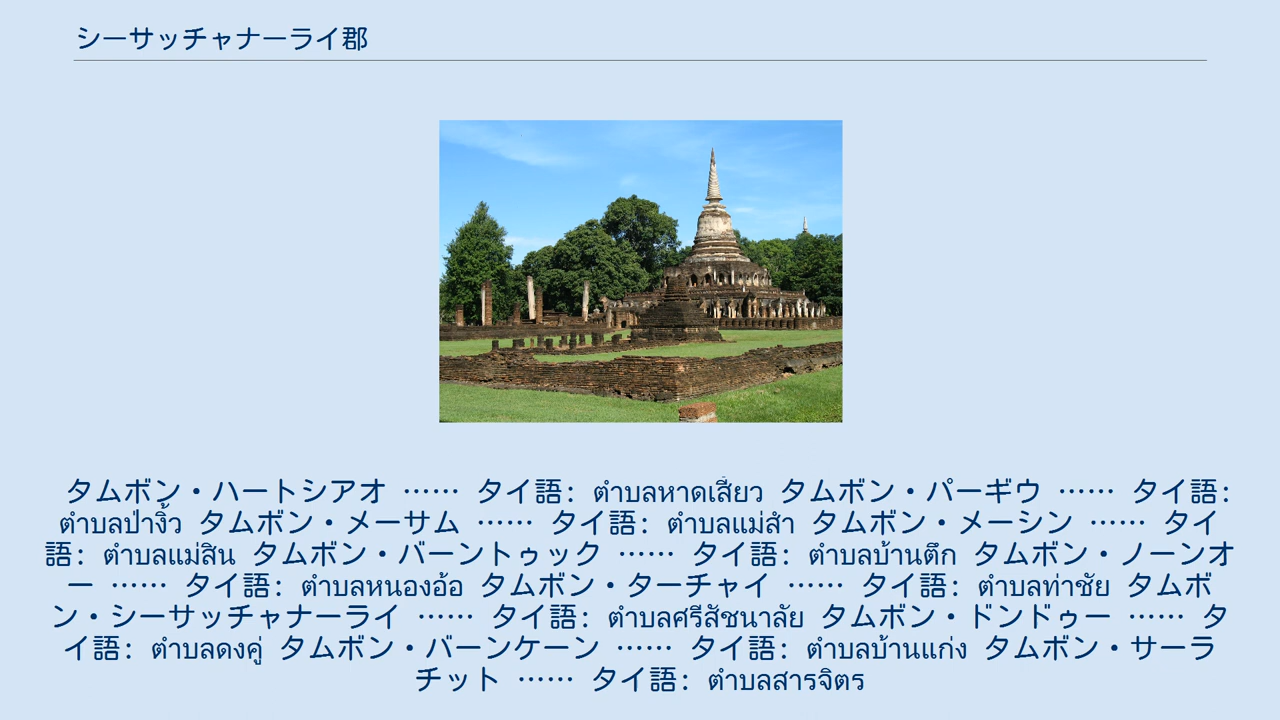 シーサッチャナーライ郡
タムボン・ハートシアオ …… タイ語: ตำบลหาดเสี้ยว タムボン・パーギウ …… タイ語:
ตำบลป่างิ้ว タムボン・メーサム …… タイ語: ตำบลแม่สำ タムボン・メーシン …… タイ
語: ตำบลแม่สิน タムボン・バーントゥック …… タイ語: ตำบลบ้านตึก タムボン・ノーンオ
ー …… タイ語: ตำบลหนองอ้อ タムボン・ターチャイ …… タイ語: ตำบลท่าชัย タムボ
ン・シーサッチャナーライ …… タイ語: ตำบลศรีสัชนาลัย タムボン・ドンドゥー …… タ
イ語: ตำบลดงคู่ タムボン・バーンケーン …… タイ語: ตำบลบ้านแก่ง タムボン・サーラ
チット …… タイ語: ตำบลสารจิตร